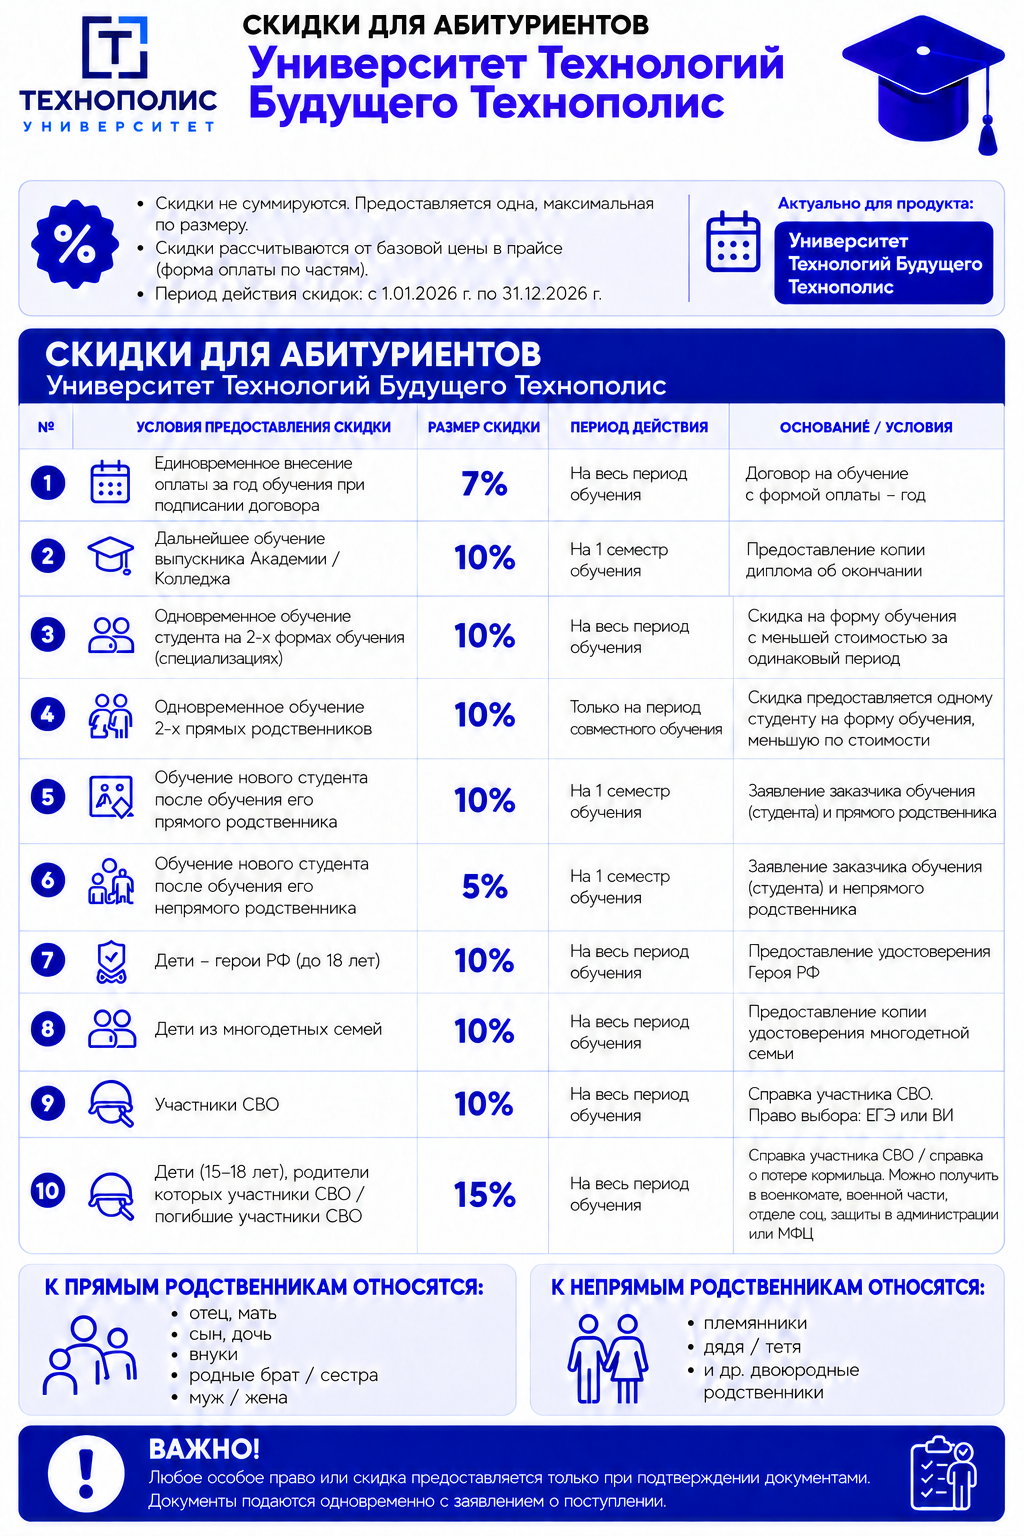 ТЕХНОПОЛИС
УНИВЕРСИТЕТ
СКИДКИ ДЛЯ АБИТУРИЕНТОВ
Университет Технологий
Будущего Технополис
%
• Скидки не суммируются. Предоставляется одна, максимальная
по размеру.
• Скидки рассчитываются от базовой цены в прайсе
(форма оплаты по частям).
• Период действия скидок: с 1.01.2026 г. по 31.12.2026 г.
Актуально для продукта:
Университет
Технологий Будущего
Технополис
СКИДКИ ДЛЯ АБИТУРИЕНТОВ
Университет Технологий Будущего Технополис
№ УСЛОВИЯ ПРЕДОСТАВЛЕНИЯ СКИДКИ РАЗМЕР СКИДКИ ПЕРИОД ДЕЙСТВИЯ ОСНОВАНИЕ / УСЛОВИЯ
1
Единовременное внесение
оплаты за год обучения при
подписании договора
7%
На весь период
обучения
Договор на обучение
с формой оплаты – год
2
Дальнейшее обучение
выпускника Академии /
Колледжа
10%
На 1 семестр
обучения
Предоставление копии
диплома об окончании
3
Одновременное обучение
студента на 2-х формах обучения
(специализациях)
10%
На весь период
обучения
Скидка на форму обучения
с меньшей стоимостью за
одинаковый период
4
Одновременное обучение
2-х прямых родственников
10%
Только на период
совместного обучения
Скидка предоставляется одному
студенту на форму обучения,
меньшую по стоимости
5
Обучение нового студента
после обучения его
прямого родственника
10%
На 1 семестр
обучения
Заявление заказчика обучения
(студента) и прямого родственника
6
Обучение нового студента
после обучения его
непрямого родственника
5%
На 1 семестр
обучения
Заявление заказчика обучения
(студента) и непрямого
родственника
7
Дети – герои РФ (до 18 лет)
10%
На весь период
обучения
Предоставление удостоверения
Героя РФ
8
Дети из многодетных семей
10%
На весь период
обучения
Предоставление копии
удостоверения многодетной
семьи
9
Участники СВО
10%
На весь период
обучения
Справка участника СВО.
Право выбора: ЕГЭ или ВИ
10
Дети (15–18 лет), родители
которых участники СВО /
погибшие участники СВО
15%
На весь период
обучения
Справка участника СВО / справка
о потере кормильца. Можно получить
в военкомате, военной части,
отделе соц, защиты в администрации
или МФЦ
К ПРЯМЫМ РОДСТВЕННИКАМ ОТНОСЯТСЯ:
• отец, мать
• сын, дочь
• внуки
• родные брат / сестра
• муж / жена
К НЕПРЯМЫМ РОДСТВЕННИКАМ ОТНОСЯТСЯ:
• племянники
• дядя / тетя
• и др. двоюродные
родственники
!
ВАЖНО!
Любое особое право или скидка предоставляется только при подтверждении документами.
Документы подаются одновременно с заявлением о поступлении.